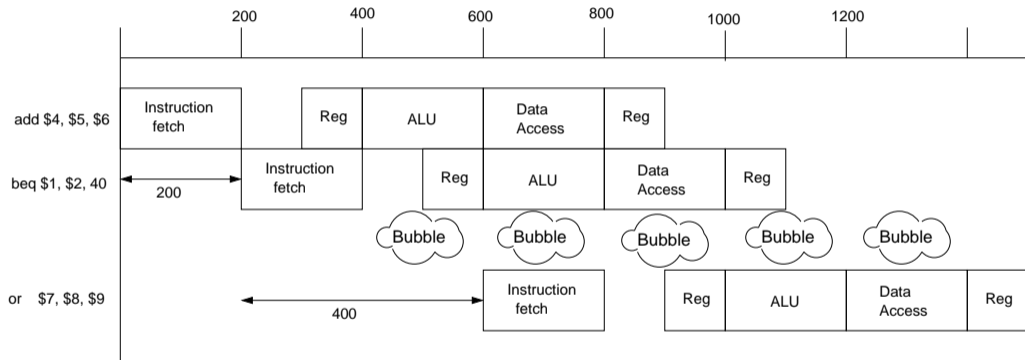 200 400 600 800 1000 1200
add $4, $5, $6
Instruction
fetch
Reg
ALU
Data
Access
Reg
beq $1, $2, 40
200
Instruction
fetch
Reg
ALU
Data
Access
Reg
Bubble Bubble Bubble Bubble Bubble
or $7, $8, $9
400
Instruction
fetch
Reg
ALU
Data
Access
Reg